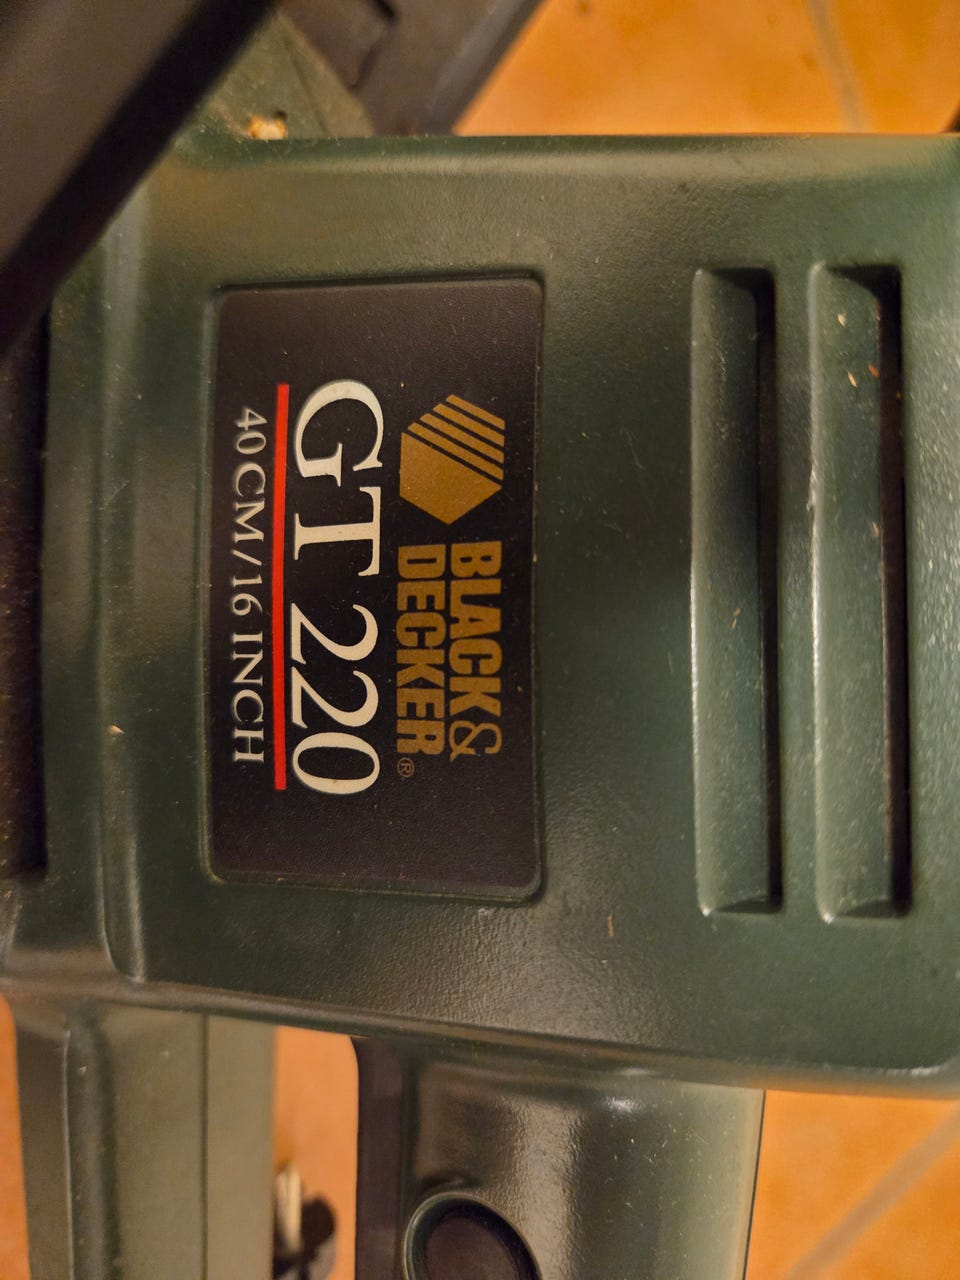 BLACK&
DECKER®
GT 220
40CM/16 INCH